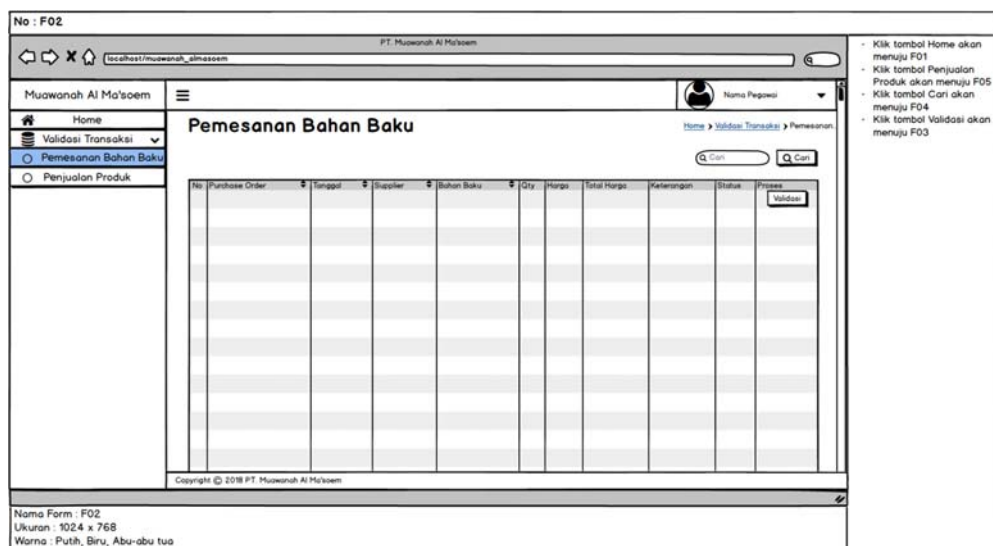 No : F02
PT. Muawanah Al Ma'soem
localhost/muawanah_almasoem
Muawanah Al Ma'soem
Nama Pegawai
Home
Validasi Transaksi
Pemesanan Bahan Baku
Penjualan Produk
Pemesanan Bahan Baku
Home > Validasi Transaksi > Pemesanan..
Cari
Cari
No Purchase Order Tanggal Supplier Bahan Baku Qty Harga Total Harga Keterangan Status Proses
Validasi
Copyright © 2018 PT. Muawanah Al Ma'soem
- Klik tombol Home akan
menuju F01
- Klik tombol Penjualan
Produk akan menuju F05
- Klik tombol Cari akan
menuju F04
- Klik tombol Validasi akan
menuju F03
Nama Form : F02
Ukuran : 1024 x 768
Warna : Putih, Biru, Abu-abu tua